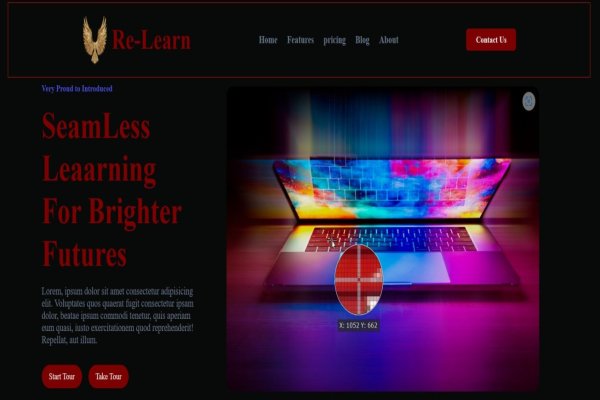 Re-Learn
Home Features pricing Blog About
Contact Us
Very Proud to Introduced
SeamLess
Leaarning
For Brighter
Futures
Lorem, ipsum dolor sit amet consectetur adipisicing
elit. Voluptates quos quaerat fugit consectetur ipsam
dolor, beatae ipsum commodi tenetur, quis aperiam
eum quasi, iusto exercitationem quod reprehenderit!
Repellat, aut illum.
Start Tour Take Tour
X: 1052 Y: 662